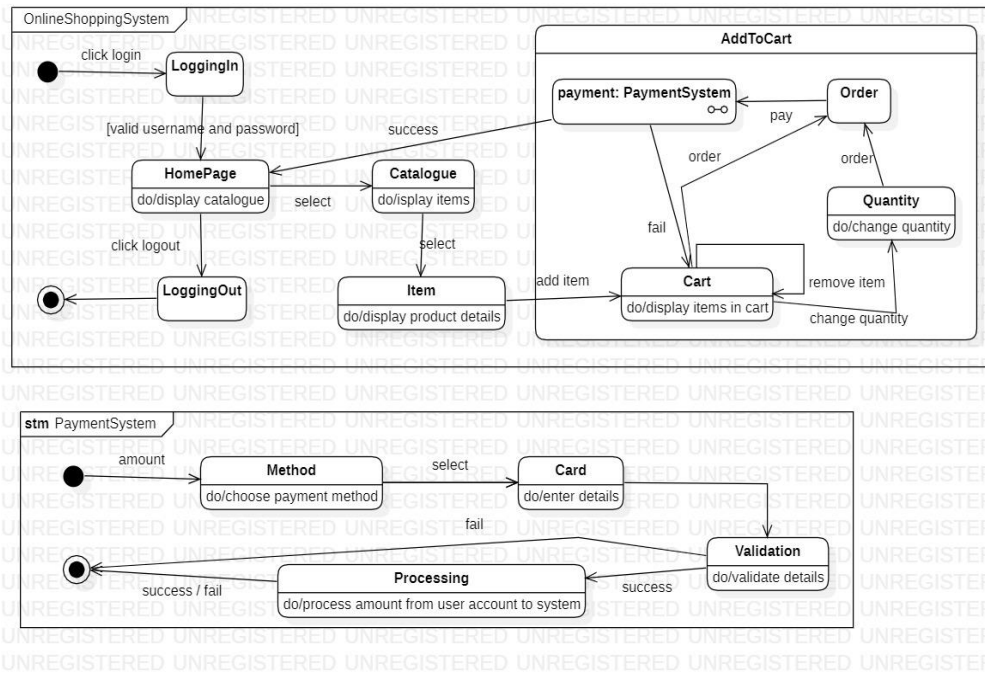 OnlineShoppingSystem
click login
LoggingIn
[valid username and password]
HomePage
do/display catalogue
select
Catalogue
do/isplay items
success
click logout
LoggingOut
select
Item
do/display product details
add item
AddToCart
payment: PaymentSystem
pay
Order
order
order
Quantity
do/change quantity
fail
Cart
do/display items in cart
remove item
change quantity
stm PaymentSystem
amount
Method
do/choose payment method
select
Card
do/enter details
fail
Validation
do/validate details
success
Processing
do/process amount from user account to system
success / fail
UNREGISTERED